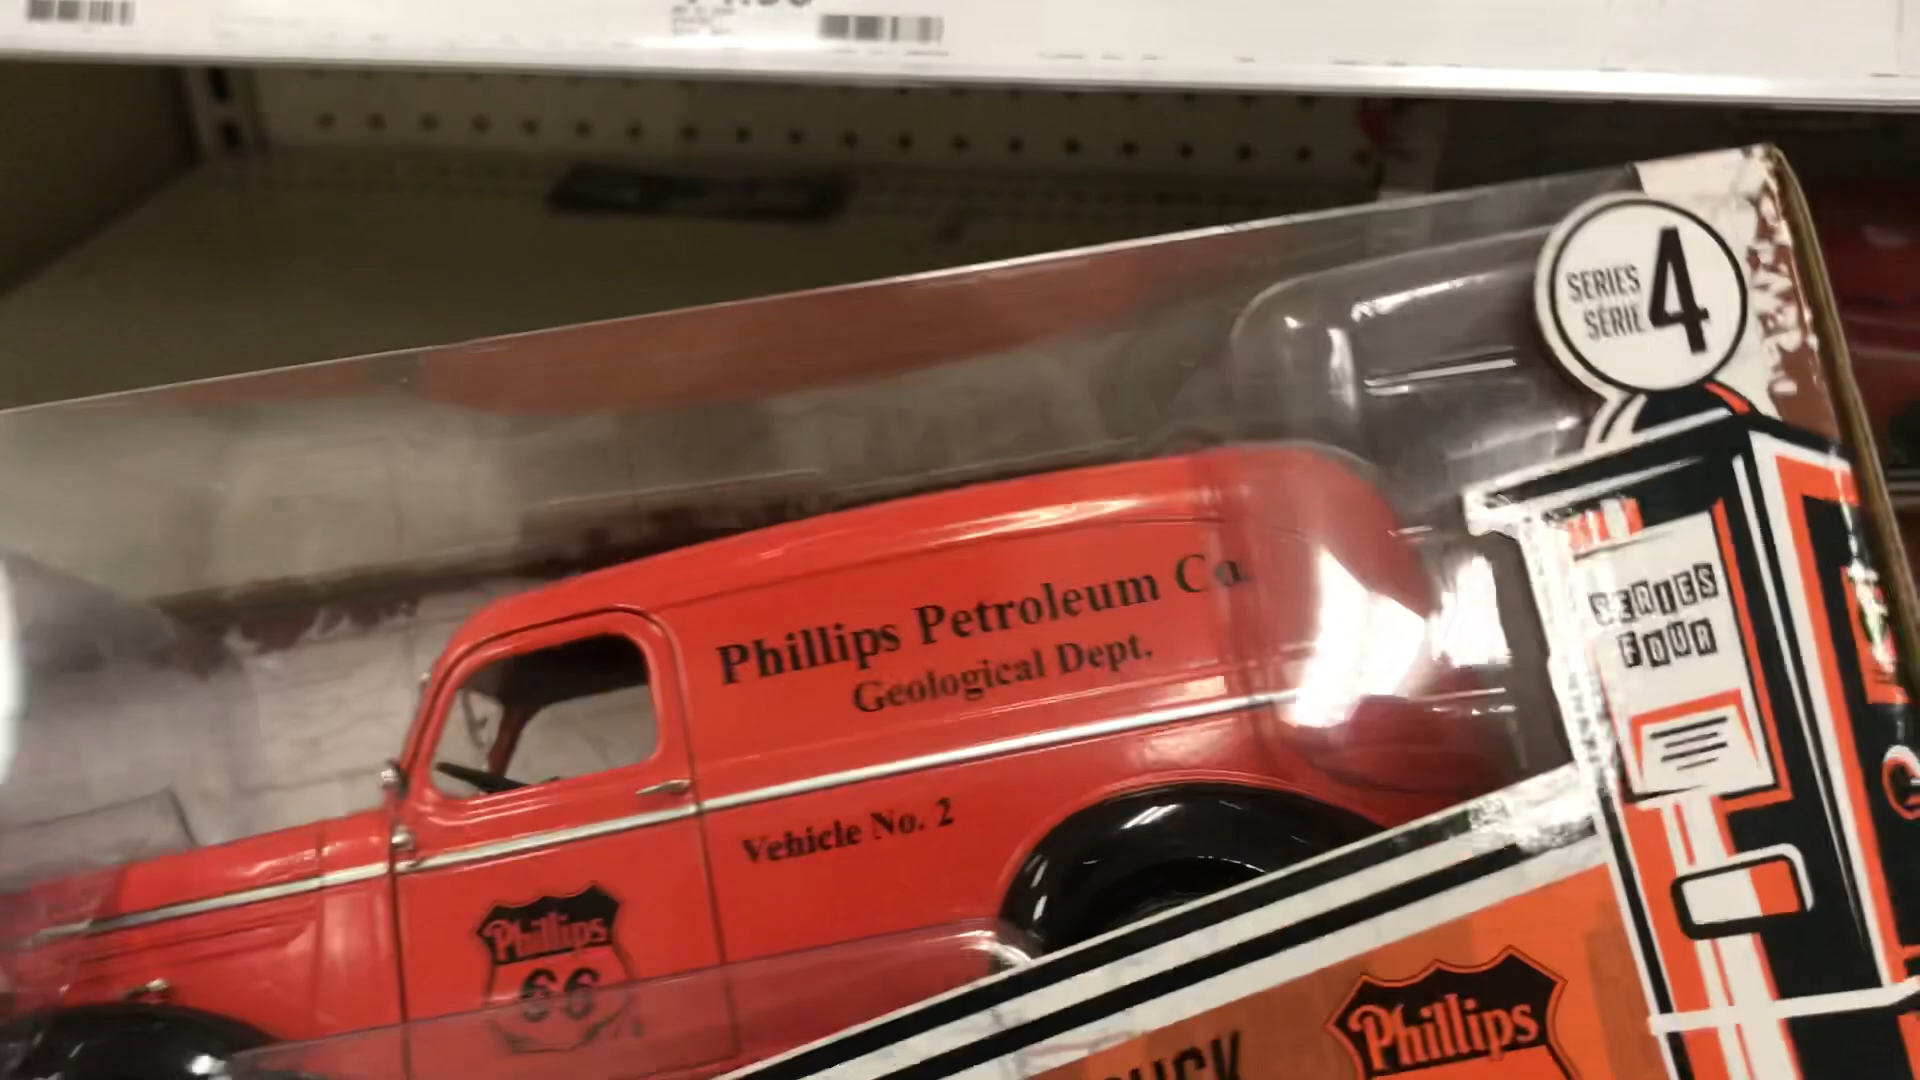 SERIES
SÉRIE
4
SERIES
FOUR
Phillips Petroleum Co.
Geological Dept.
Vehicle No. 2
Phillips
66
Phillips